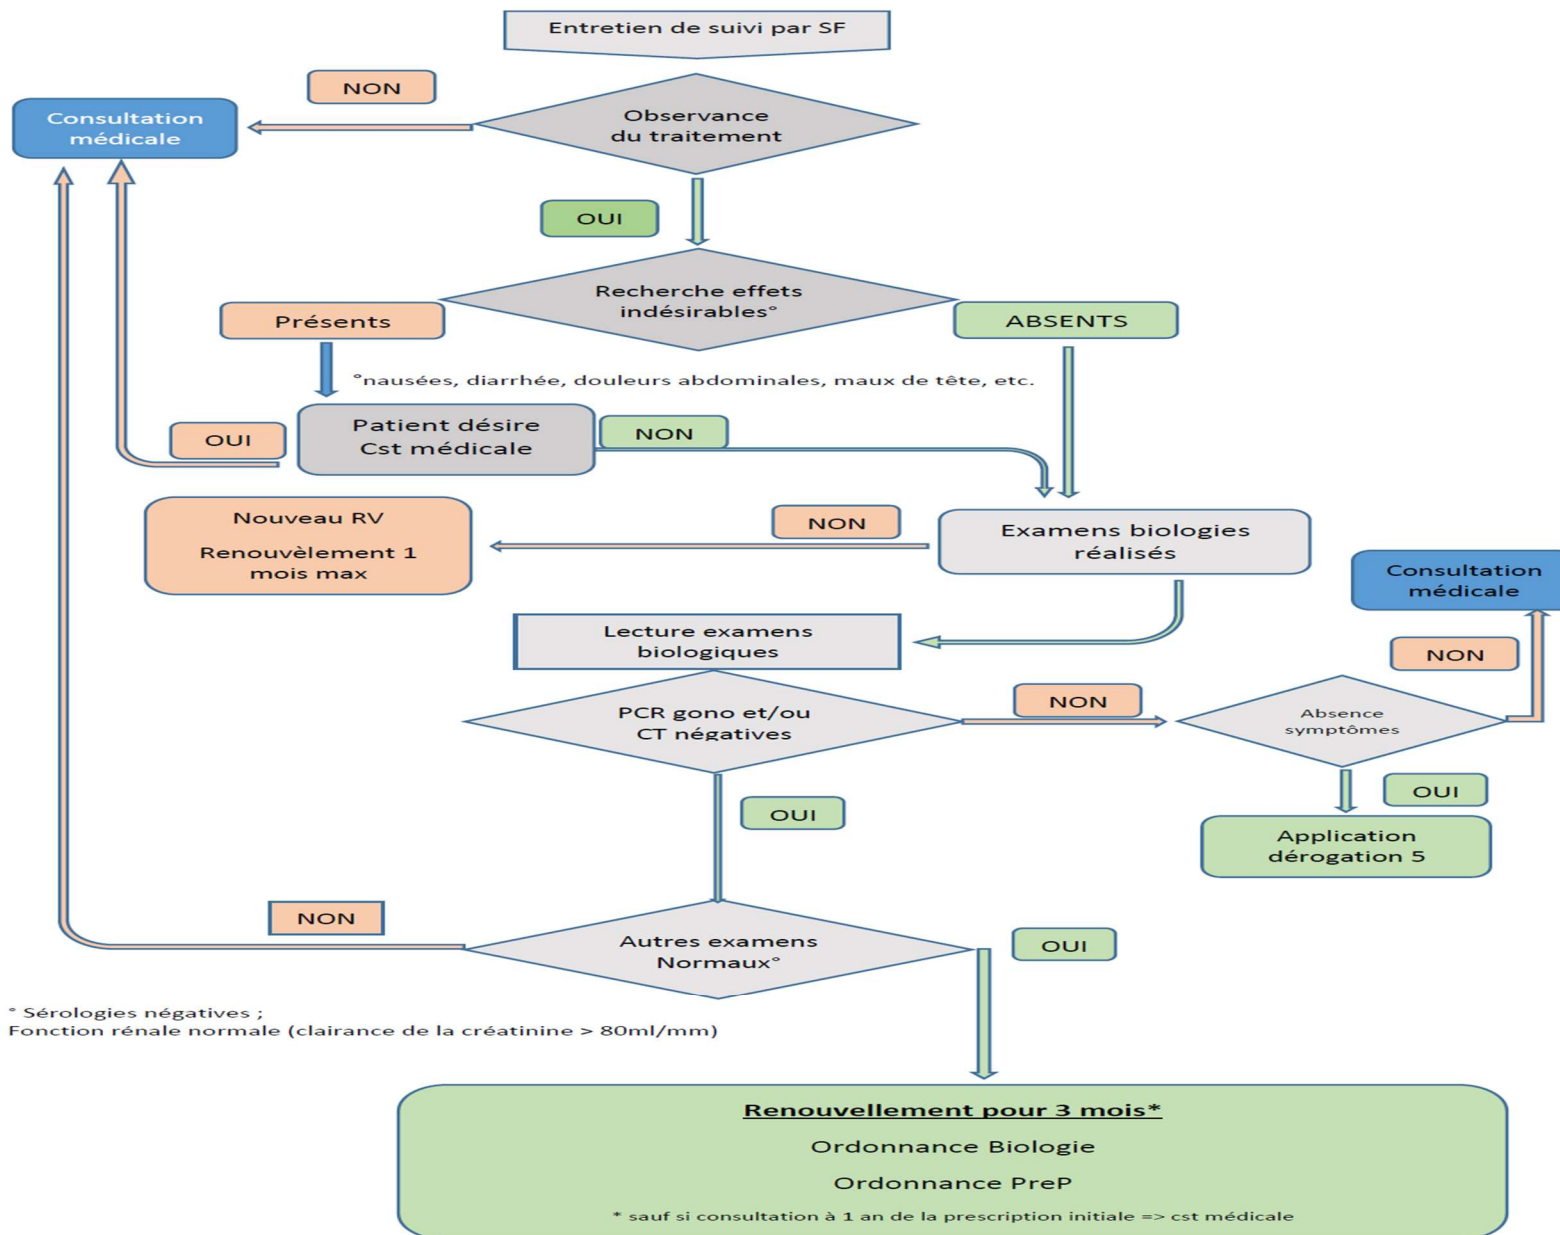 Entretien de suivi par SF
NON
Consultation
médicale
Observance
du traitement
OUI
Recherche effets
indésirables°
Présents
ABSENTS
°nausées, diarrhée, douleurs abdominales, maux de tête, etc.
Patient désire
Cst médicale
OUI
NON
Nouveau RV
Renouvèlement 1
mois max
NON
Examens biologies
réalisés
Consultation
médicale
Lecture examens
biologiques
NON
PCR gono et/ou
CT négatives
NON
Absence
symptômes
OUI
OUI
Application
dérogation 5
NON
Autres examens
Normaux°
OUI
° Sérologies négatives ;
Fonction rénale normale (clairance de la créatinine > 80ml/mm)
Renouvellement pour 3 mois*
Ordonnance Biologie
Ordonnance PreP
* sauf si consultation à 1 an de la prescription initiale => cst médicale